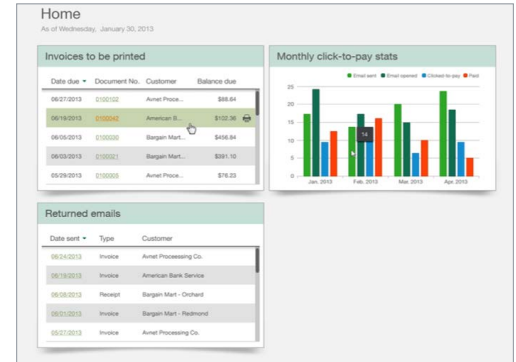 Home
As of Wednesday, January 30, 2013
Invoices to be printed
Date due Document No. Customer Balance due
06/27/2013 0100102 Avnet Proce... $88.84
06/19/2013 0100042 American B... $102.36
06/05/2013 0100030 Bargain Mart... $456.84
06/03/2013 0100021 Bargain Mart... $391.10
05/29/2013 0100003 Avnet Proce... $78.23
Monthly click-to-pay stats
Email sent Email opened Clicked to pay Paid
25
20
15
10
5
0
14
Jan, 2013 Feb, 2013 Mar, 2013 Apr, 2013
Returned emails
Date sent Type Customer
06/24/2013 Invoice Avnet Processing Co.
06/19/2013 Invoice American Bank Service
06/08/2013 Receipt Bargain Mart - Orchard
06/01/2013 Invoice Bargain Mart - Redmond
05/27/2013 Invoice Avnet Processing Co.